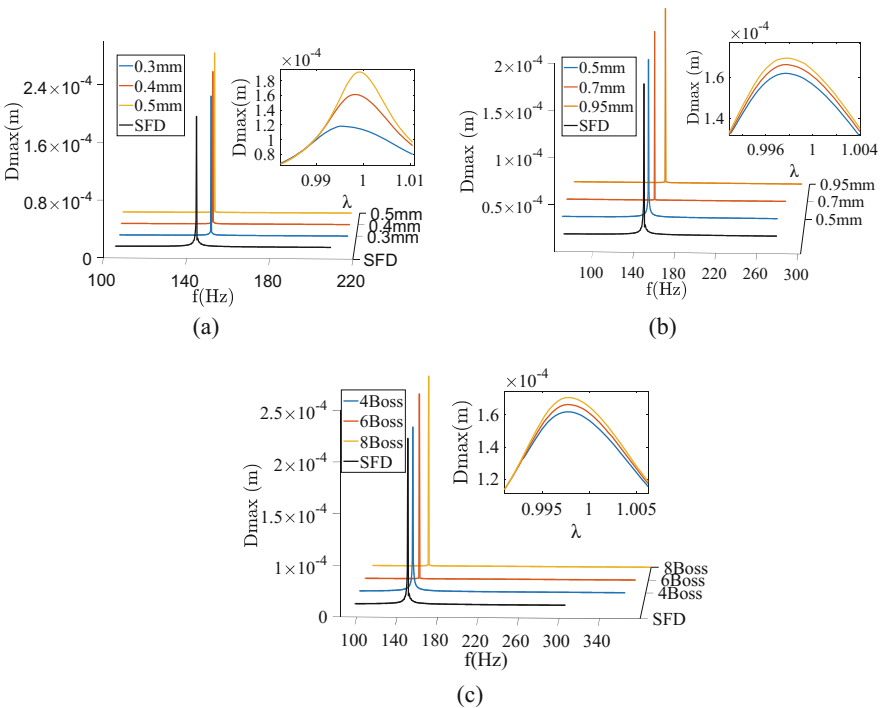 0.3mm
0.4mm
0.5mm
SFD
Dmax(m)
2.4×10⁻⁴
1.6×10⁻⁴
0.8×10⁻⁴
0
100
140
180
220
f(Hz)
0.5mm
0.4mm
0.3mm
SFD
×10⁻⁴
Dmax(m)
1.8
1.6
1.4
1.2
1
0.8
0.99
1
1.01
λ
(a)
0.5mm
0.7mm
0.95mm
SFD
Dmax (m)
2×10⁻⁴
1.5×10⁻⁴
1×10⁻⁴
5×10⁻⁴
100
140
180
220
260
300
f(Hz)
0.95mm
0.7mm
0.5mm
×10⁻⁴
Dmax (m)
1.6
1.4
0.996
1
1.004
λ
(b)
4Boss
6Boss
8Boss
SFD
Dmax (m)
2.5×10⁻⁴
2×10⁻⁴
1.5×10⁻⁴
1×10⁻⁴
0
100
140
180
220
260
300
340
f(Hz)
8Boss
6Boss
4Boss
SFD
×10⁻⁴
Dmax(m)
1.6
1.4
1.2
0.995
1
1.005
λ
(c)